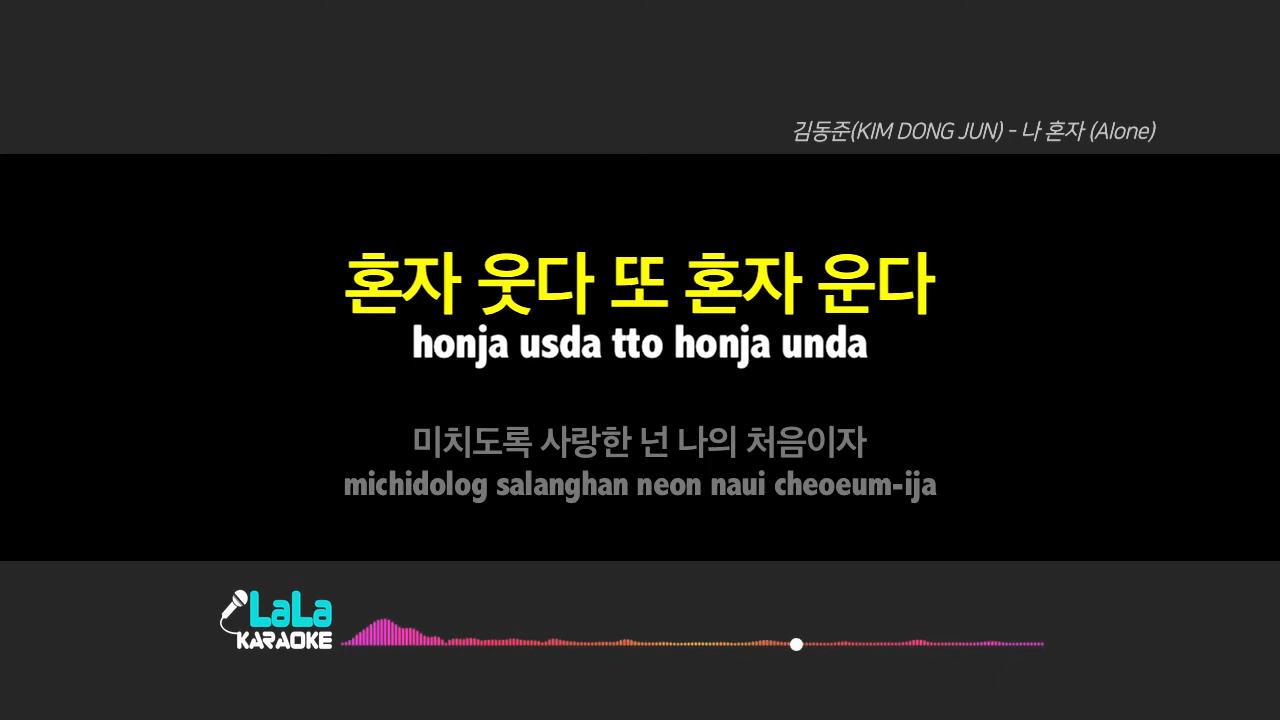 김동준(KIM DONG JUN) - 나 혼자 (Alone)
혼자 웃다 또 혼자 운다
honja usda tto honja unda
미치도록 사랑한 넌 나의 처음이자
michidolog salanghan neon naui cheoeum-ija
LaLa
KARAOKE